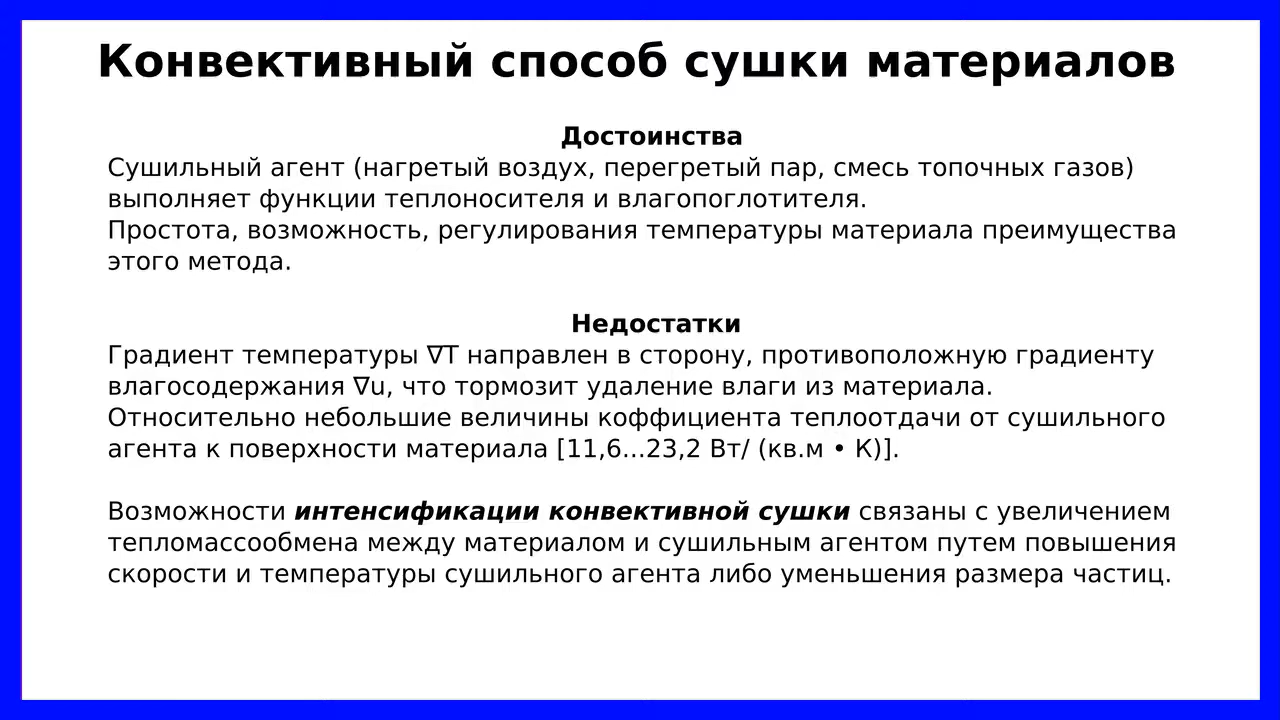 Конвективный способ сушки материалов
Достоинства
Сушильный агент (нагретый воздух, перегретый пар, смесь топочных газов)
выполняет функции теплоносителя и влагопоглотителя.
Простота, возможность, регулирования температуры материала преимущества
этого метода.
Недостатки
Градиент температуры ∇T направлен в сторону, противоположную градиенту
влагосодержания ∇u, что тормозит удаление влаги из материала.
Относительно небольшие величины коффициента теплоотдачи от сушильного
агента к поверхности материала [11,6...23,2 Вт/ (кв.м • К)].
Возможности интенсификации конвективной сушки связаны с увеличением
тепломассообмена между материалом и сушильным агентом путем повышения
скорости и температуры сушильного агента либо уменьшения размера частиц.